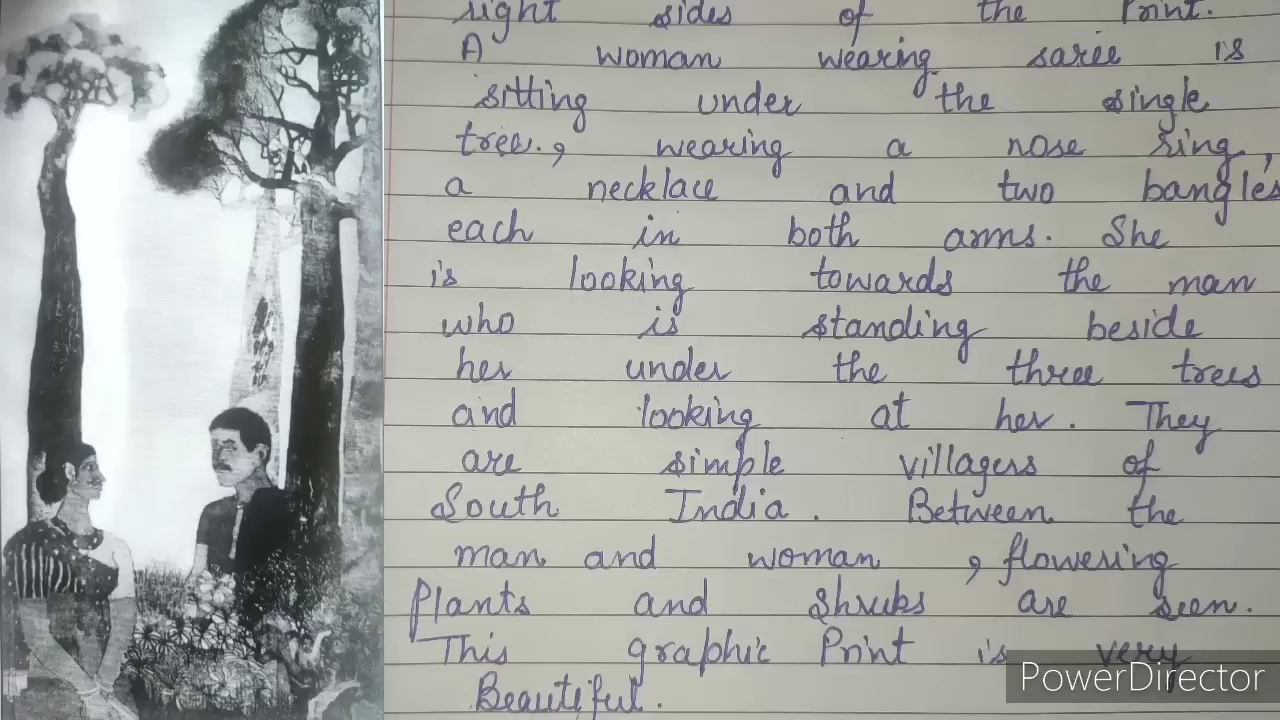 right sides of the Print.
A woman wearing saree is
sitting under the single
tree., wearing a nose ring,
a necklace and two bangles
each in both arms. She
is looking towards the man
who is standing beside
her under the three trees
and looking at her. They
are simple villagers of
South India. Between the
man and woman, flowering
Plants and Shrubs are seen.
This graphic Print is very
Beautiful.
PowerDirector